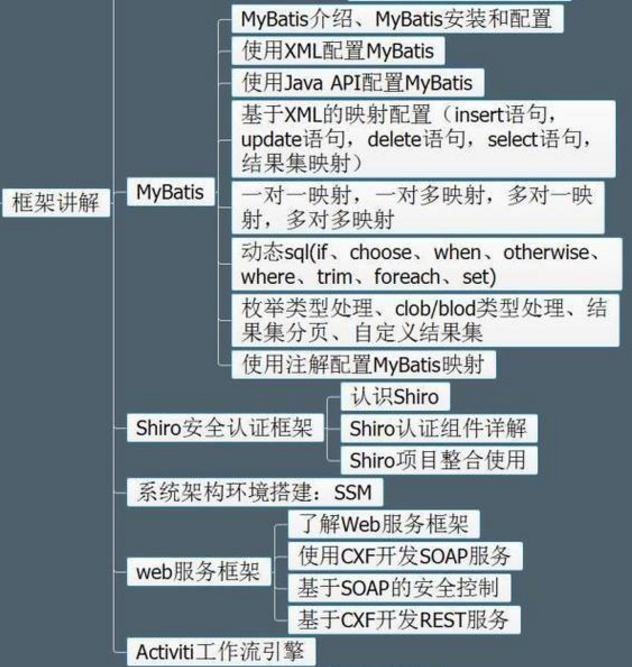 MyBatis介绍、MyBatis安装和配置
使用XML配置MyBatis
使用Java API配置MyBatis
基于XML的映射配置（insert语句，
update语句，delete语句，select语句，
结果集映射）
框架讲解
MyBatis
一对一映射，一对多映射，多对一映
射，多对多映射
动态sql(if、choose、when、otherwise、
where、trim、foreach、set)
枚举类型处理、clob/blod类型处理、结
果集分页、自定义结果集
使用注解配置MyBatis映射
Shiro安全认证框架
认识Shiro
Shiro认证组件详解
Shiro项目整合使用
系统架构环境搭建：SSM
web服务框架
了解Web服务框架
使用CXF开发SOAP服务
基于SOAP的安全控制
基于CXF开发REST服务
Activiti工作流引擎